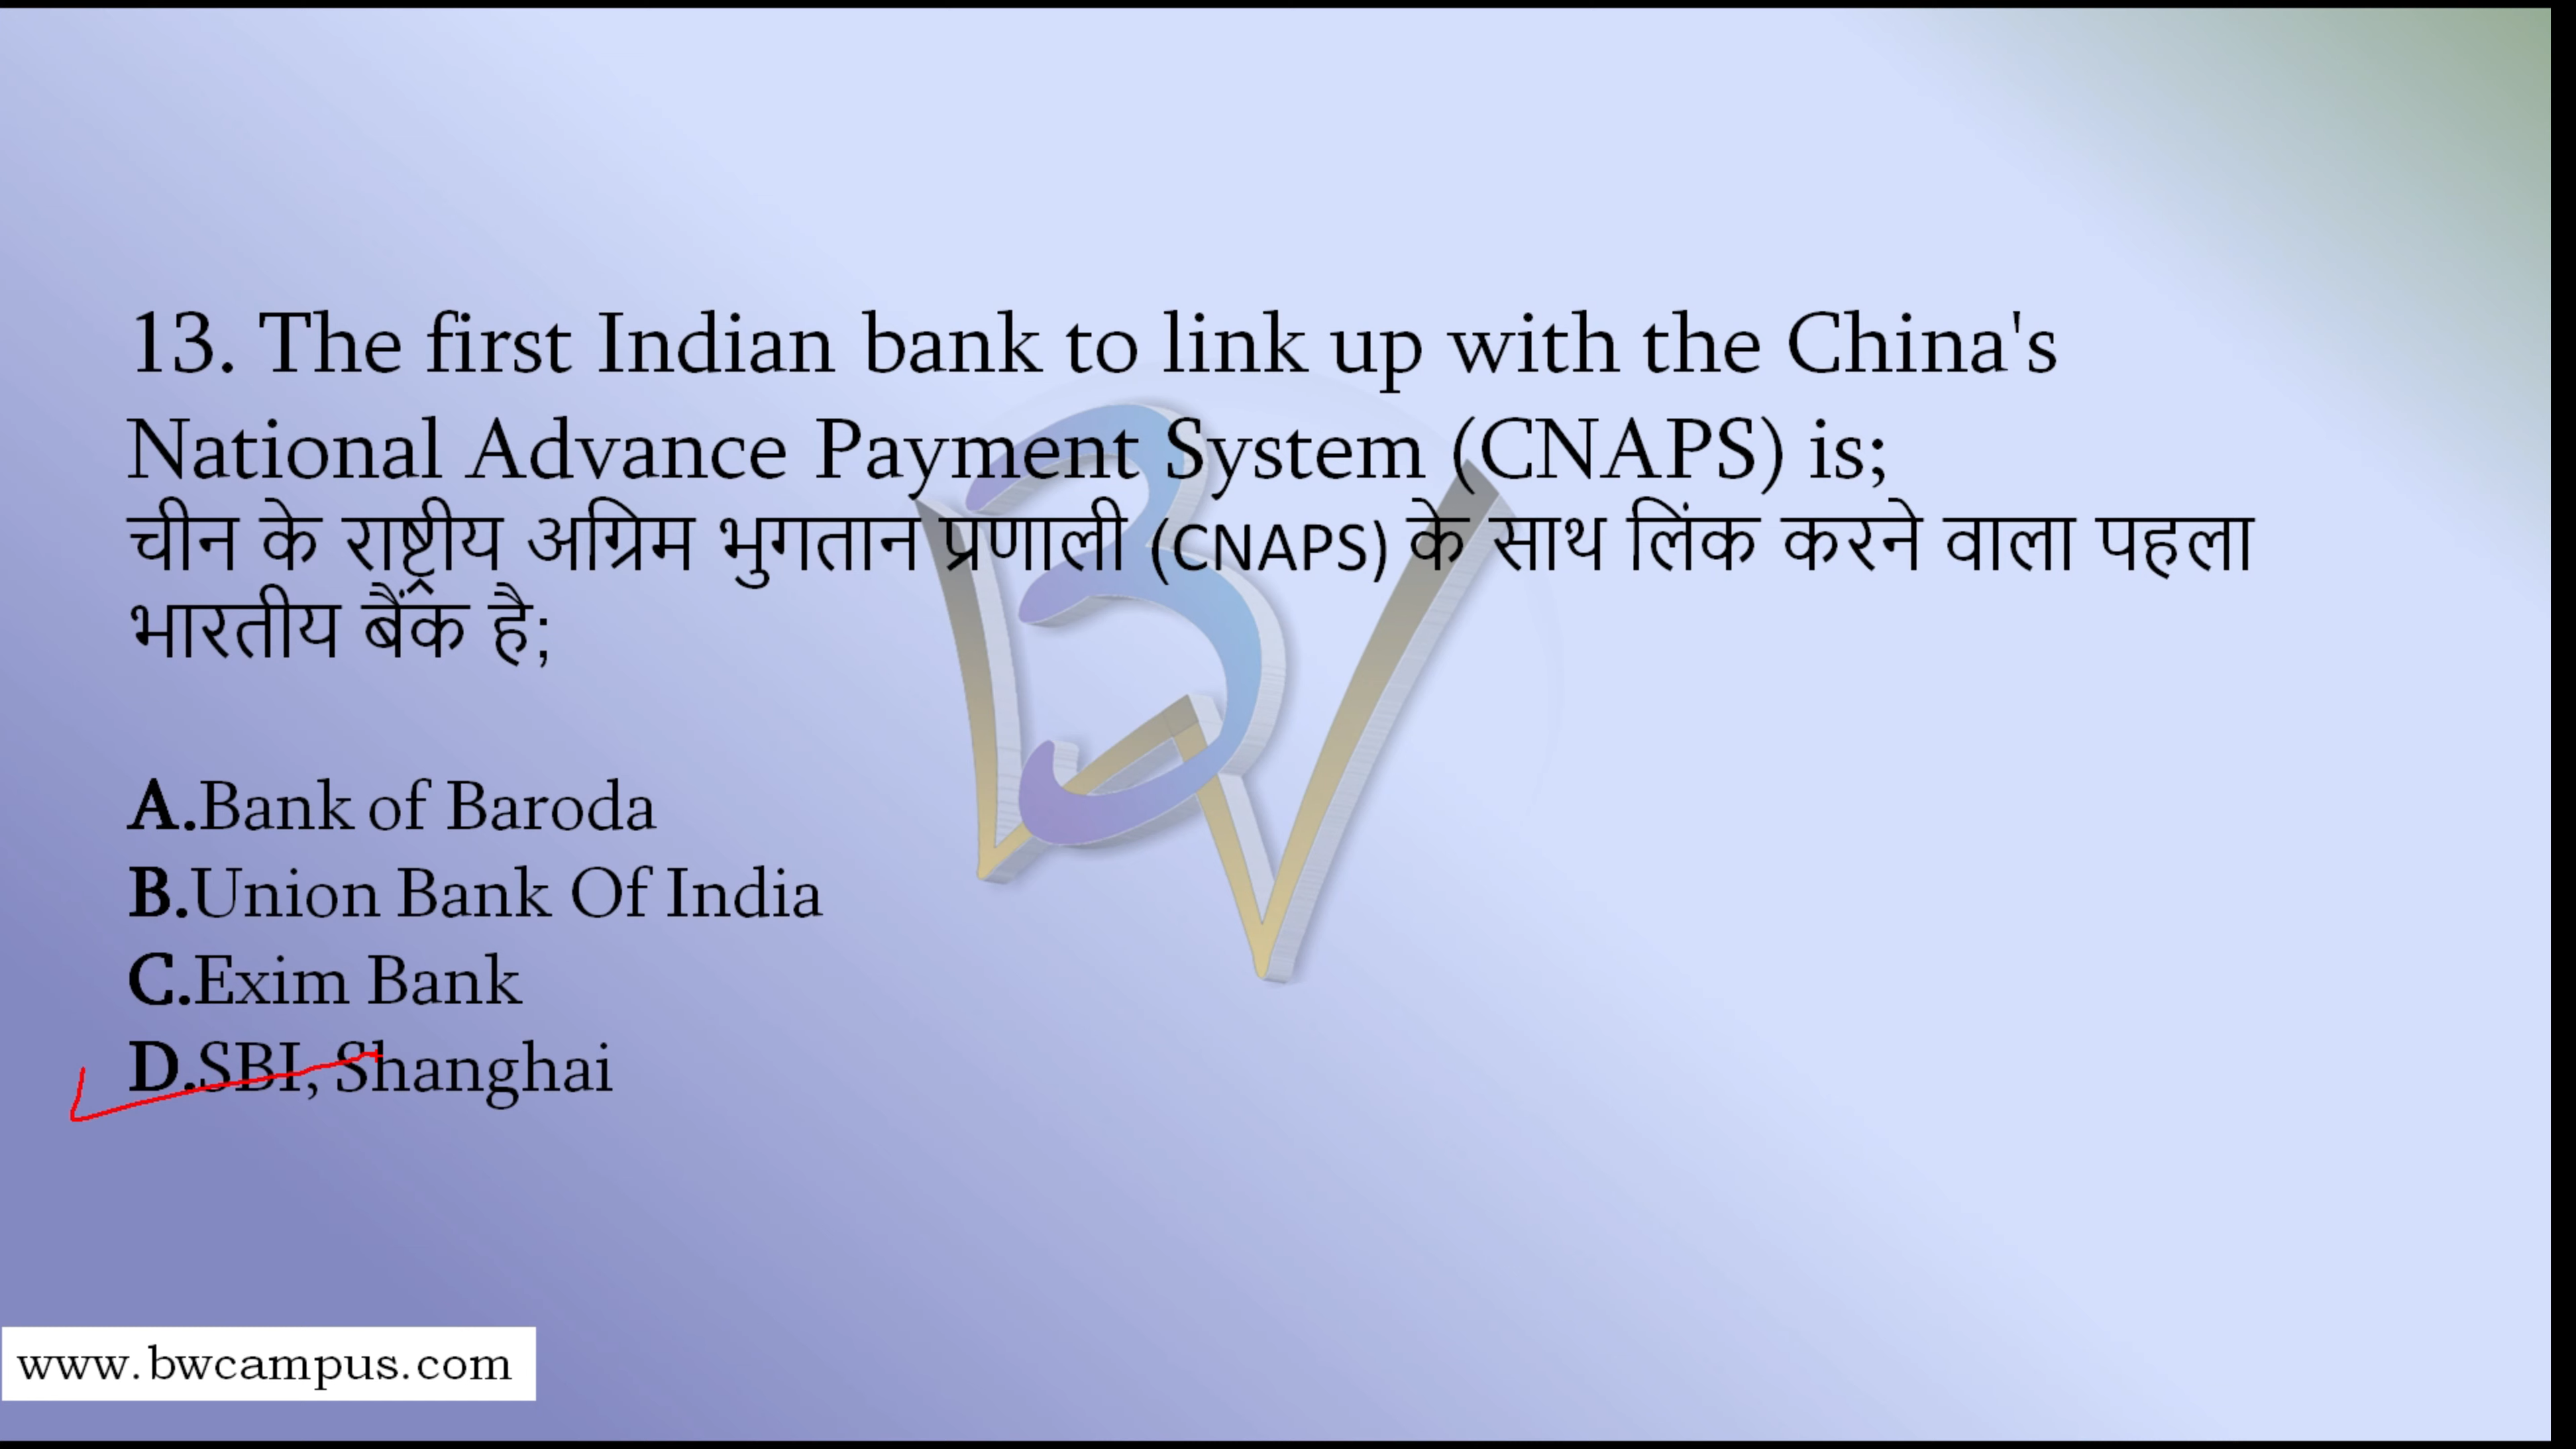 13. The first Indian bank to link up with the China's
National Advance Payment System (CNAPS) is;
चीन के राष्ट्रीय अग्रिम भुगतान प्रणाली (CNAPS) के साथ लिंक करने वाला पहला
भारतीय बैंक है;
A.Bank of Baroda
B.Union Bank Of India
C.Exim Bank
D.SBI, Shanghai
www.bwcampus.com